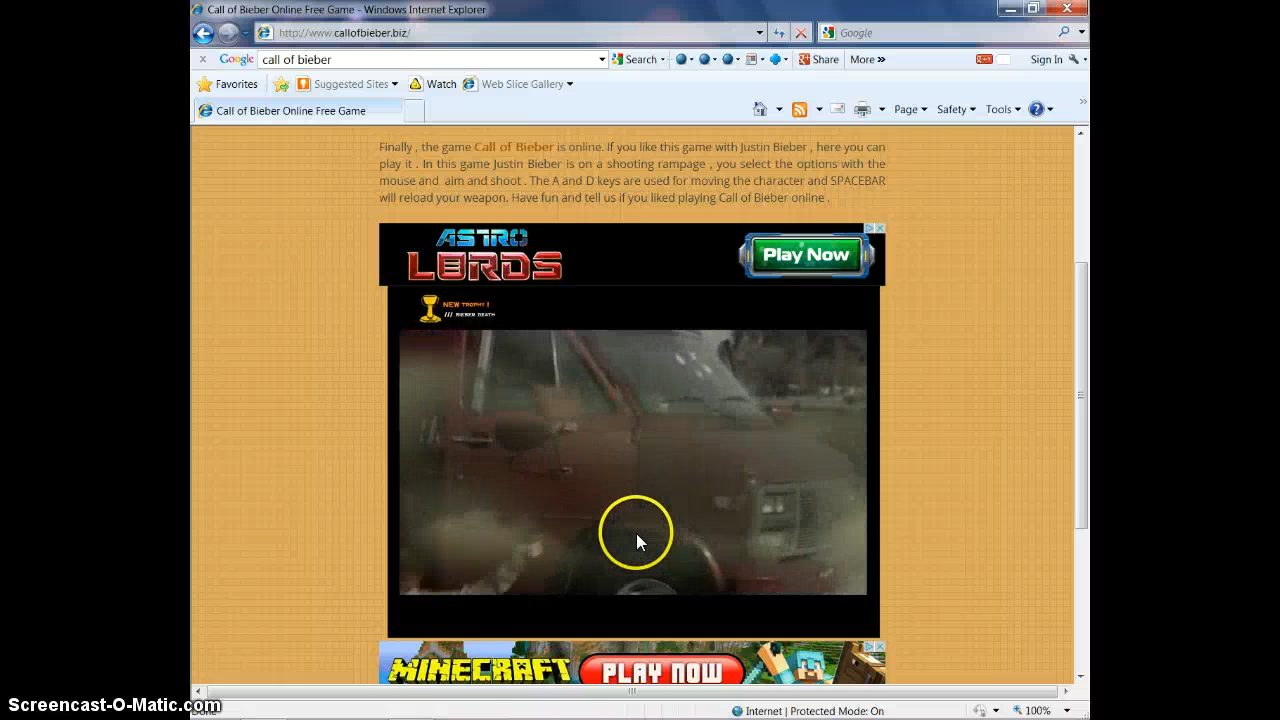 Call of Bieber Online Free Game - Windows Internet Explorer
http://www.callofbieber.biz/
Google
Google
call of bieber
Search
Share
More »
+1
Sign In
Favorites
Suggested Sites
Watch
Web Slice Gallery
Call of Bieber Online Free Game
Page
Safety
Tools
Finally , the game Call of Bieber is online. If you like this game with Justin Bieber , here you can
play it . In this game Justin Bieber is on a shooting rampage , you select the options with the
mouse and aim and shoot . The A and D keys are used for moving the character and SPACEBAR
will reload your weapon. Have fun and tell us if you liked playing Call of Bieber online .
ASTRO
LORDS
Play Now
NEW TROPHY !
/// BIEBER DEATH
MINECRAFT
PLAY NOW
Screencast-O-Matic.com
Done
Internet | Protected Mode: On
100%